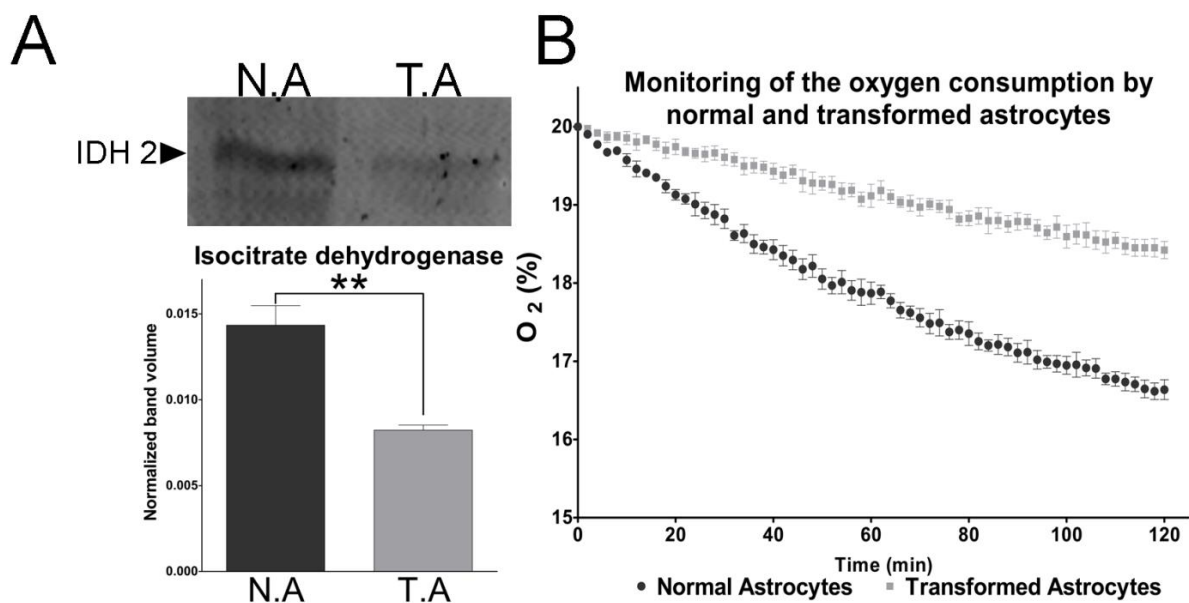 A
N.A T.A
IDH 2
Isocitrate dehydrogenase
**
Normalized band volume
0.015
0.010
0.005
0.000
N.A T.A
B
Monitoring of the oxygen consumption by
normal and transformed astrocytes
O 2 (%)
20
19
18
17
16
15
0 20 40 60 80 100 120
Time (min)
Normal Astrocytes Transformed Astrocytes